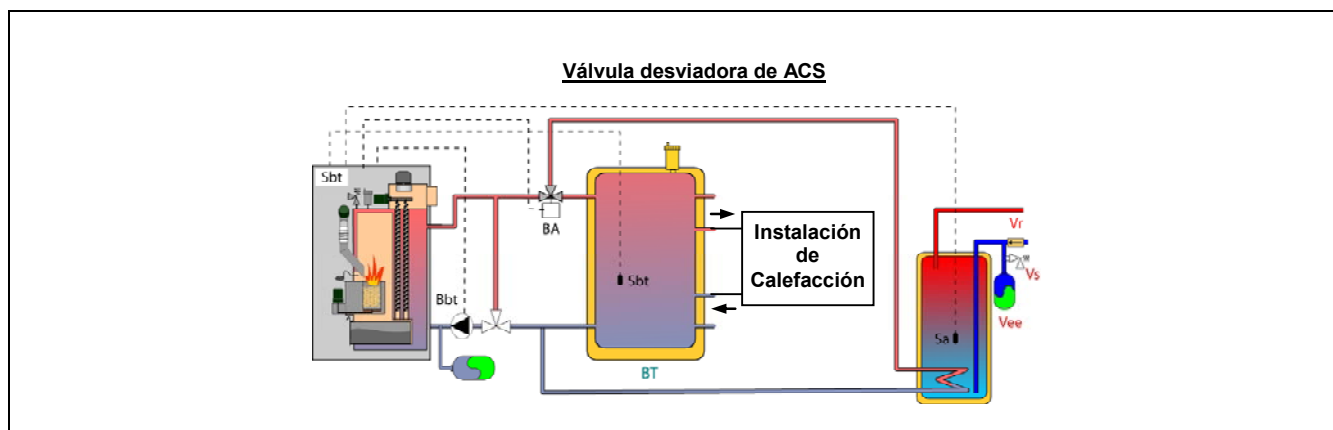 Válvula desviadora de ACS
Sbt
BA
Bbt
Sbt
Instalación
de
Calefacción
BT
Vr
Vs
Sa
Vee